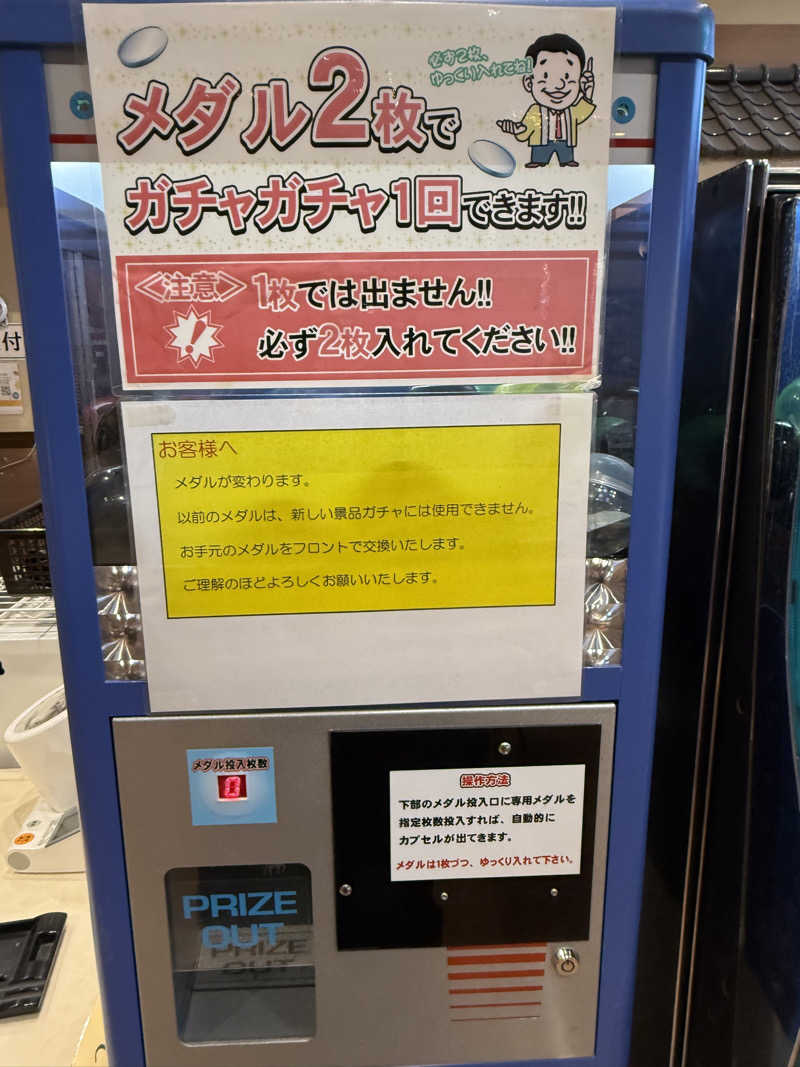 必ず2枚、
ゆっくり入れてね!
メダル2枚で
ガチャガチャ1回できます!!
<注意> 1枚では出ません!!
必ず2枚入れてください!!
付
お客様へ
メダルが変わります。
以前のメダルは、新しい景品ガチャには使用できません。
お手元のメダルをフロントで交換いたします。
ご理解のほどよろしくお願いいたします。
メダル投入枚数
0
操作方法
下部のメダル投入口に専用メダルを
指定枚数投入すれば、自動的に
カプセルが出てきます。
メダルは1枚づつ、ゆっくり入れて下さい。
PRIZE
OUT